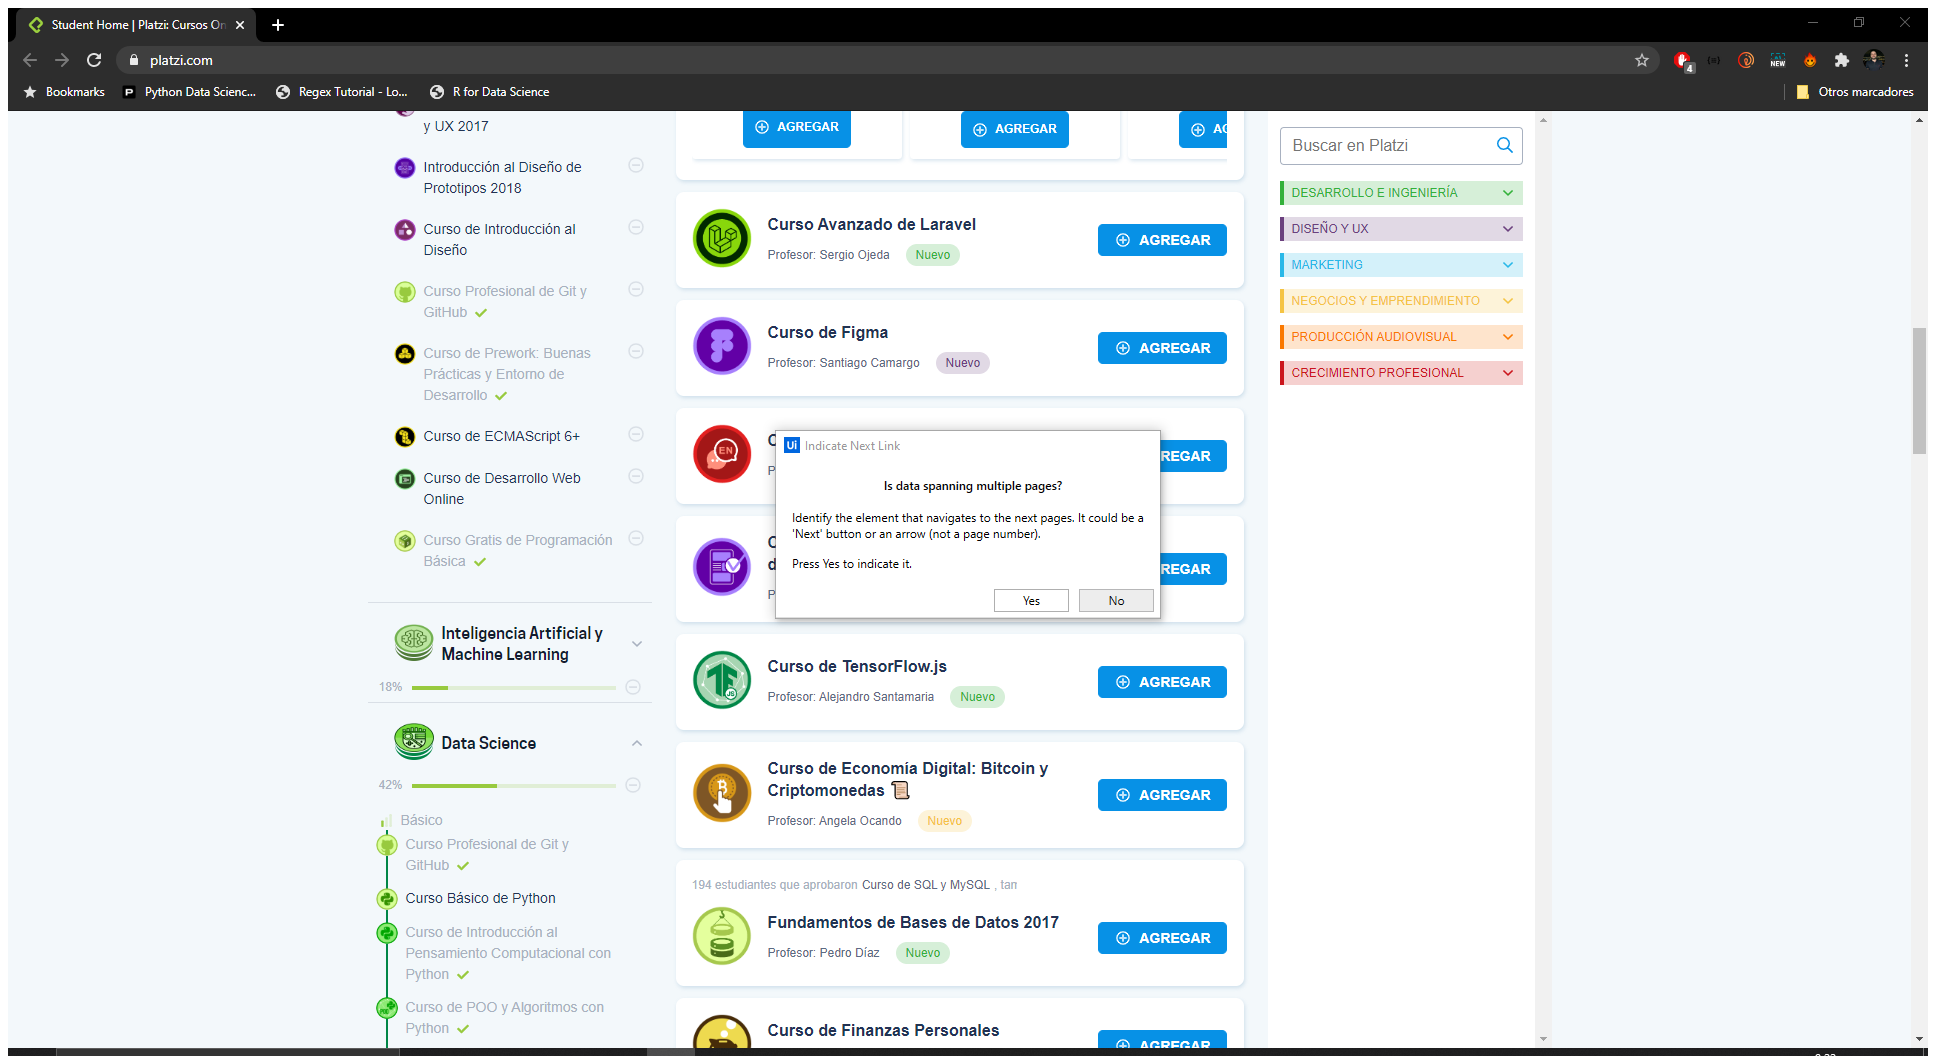 Student Home | Platzi: Cursos On
platzi.com
4
NEW
Bookmarks
Python Data Scienc...
Regex Tutorial - Lo...
R for Data Science
Otros marcadores
y UX 2017
Introducción al Diseño de
Prototipos 2018
Curso de Introducción al
Diseño
Curso Profesional de Git y
GitHub
Curso de Prework: Buenas
Prácticas y Entorno de
Desarrollo
Curso de ECMAScript 6+
Curso de Desarrollo Web
Online
Curso Gratis de Programación
Básica
Inteligencia Artificial y
Machine Learning
18%
Data Science
42%
Básico
Curso Profesional de Git y
GitHub
Curso Básico de Python
Curso de Introducción al
Pensamiento Computacional con
Python
Curso de POO y Algoritmos con
Python
AGREGAR
AGREGAR
AG
Curso Avanzado de Laravel
Profesor: Sergio Ojeda
Nuevo
AGREGAR
Curso de Figma
Profesor: Santiago Camargo
Nuevo
AGREGAR
EN
C
P
REGAR
C
d
P
REGAR
Ui Indicate Next Link
Is data spanning multiple pages?
Identify the element that navigates to the next pages. It could be a
'Next' button or an arrow (not a page number).
Press Yes to indicate it.
Yes
No
JS
Curso de TensorFlow.js
Profesor: Alejandro Santamaria
Nuevo
AGREGAR
Curso de Economía Digital: Bitcoin y
Criptomonedas
Profesor: Angela Ocando
Nuevo
AGREGAR
194 estudiantes que aprobaron Curso de SQL y MySQL , tam
Fundamentos de Bases de Datos 2017
Profesor: Pedro Díaz
Nuevo
AGREGAR
Curso de Finanzas Personales
AGREGAR
Buscar en Platzi
DESARROLLO E INGENIERÍA
DISEÑO Y UX
MARKETING
NEGOCIOS Y EMPRENDIMIENTO
PRODUCCIÓN AUDIOVISUAL
CRECIMIENTO PROFESIONAL